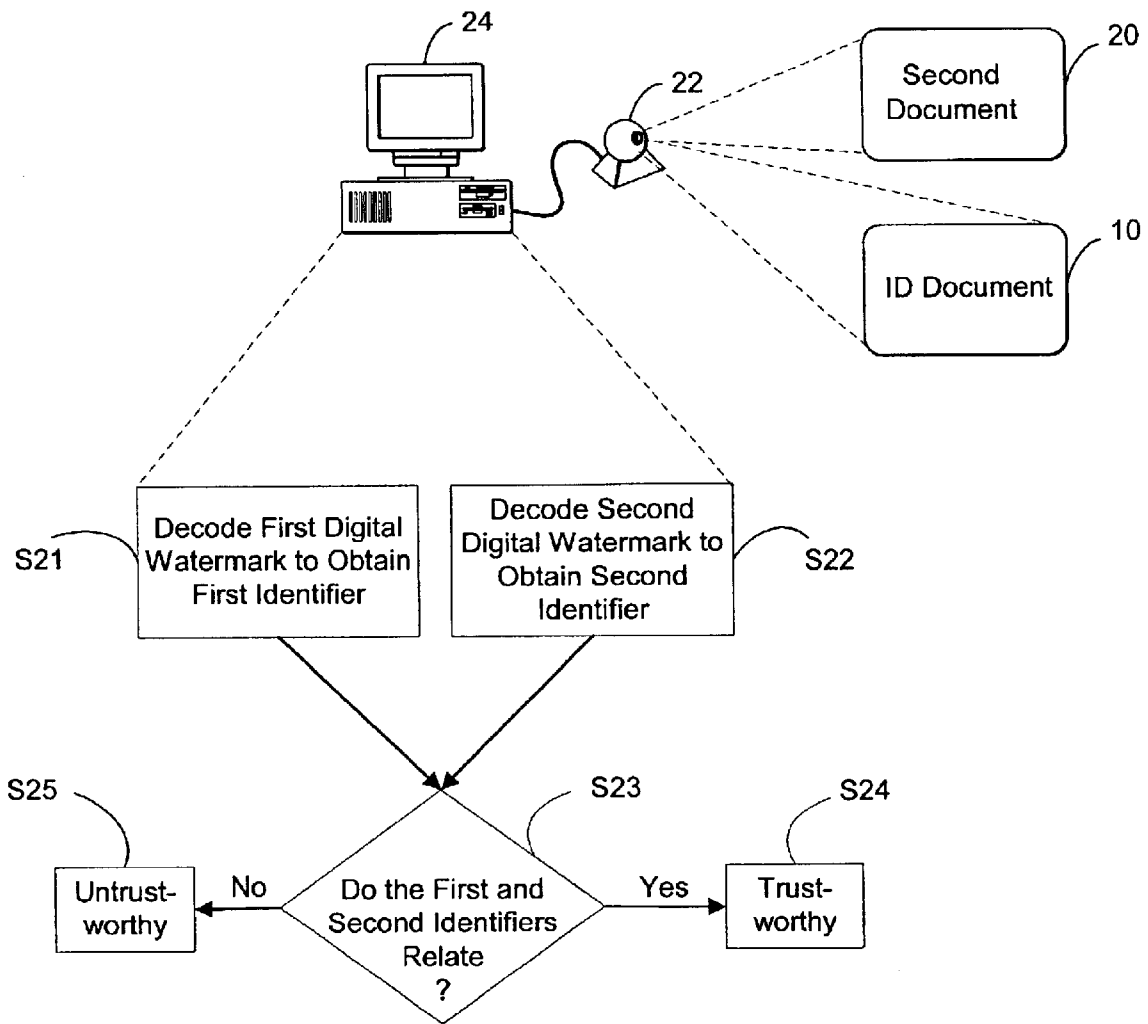 24
20
Second
Document
22
10
ID Document
Decode First Digital
Watermark to Obtain
First Identifier
S21
Decode Second
Digital Watermark to
Obtain Second
Identifier
S22
S25
S23
S24
Untrust-
worthy
No
Do the First and
Second Identifiers
Relate
?
Yes
Trust-
worthy